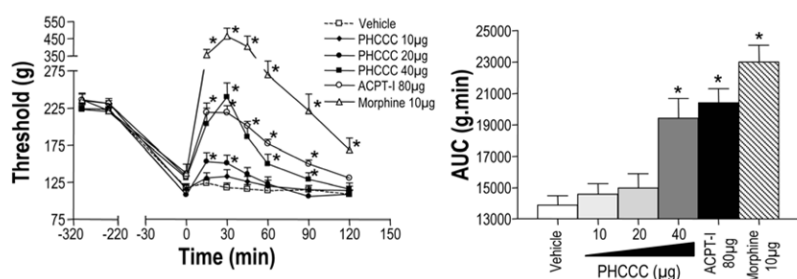 550
450
350
275
225
175
125
75
Threshold (g)
-320 -220 -30 0 30 60 90 120 150
Time (min)
Vehicle
PHCCC 10µg
PHCCC 20µg
PHCCC 40µg
ACPT-I 80µg
Morphine 10µg
* * * * * * * * * * * * * * * * *
AUC (g.min)
25000
23000
21000
19000
17000
15000
13000
* * *
Vehicle
10 20 40
PHCCC (µg)
ACPT-I
80µg
Morphine
10µg